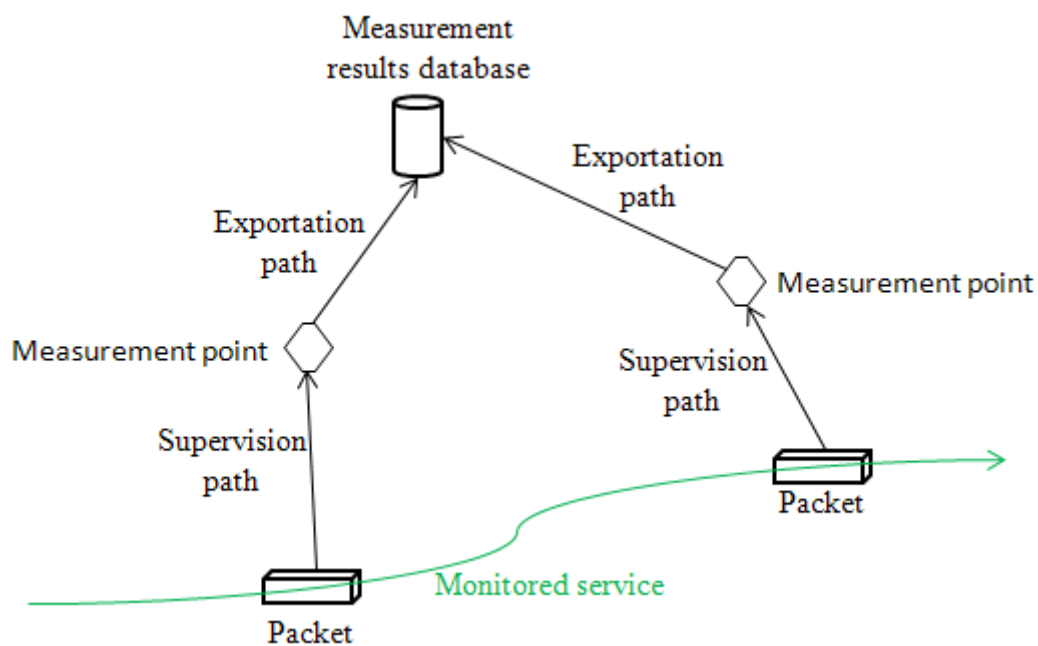 Measurement
results database
Exportation
path
Exportation
path
Measurement point
Measurement point
Supervision
path
Supervision
path
Packet
Monitored service
Packet